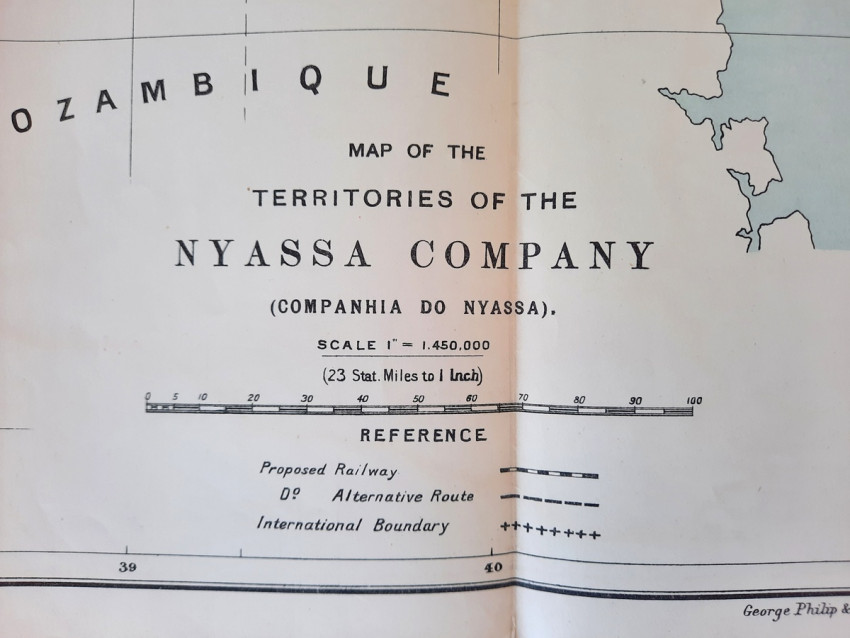 OZAMBIQUE
MAP OF THE
TERRITORIES OF THE
NYASSA COMPANY
(COMPANHIA DO NYASSA).
SCALE 1" = 1.450,000
(23 Stat. Miles to 1 Inch)
0 5 10 20 30 40 50 60 70 80 90 100
REFERENCE
Proposed Railway
Dº Alternative Route
International Boundary
39 40
George Philip &